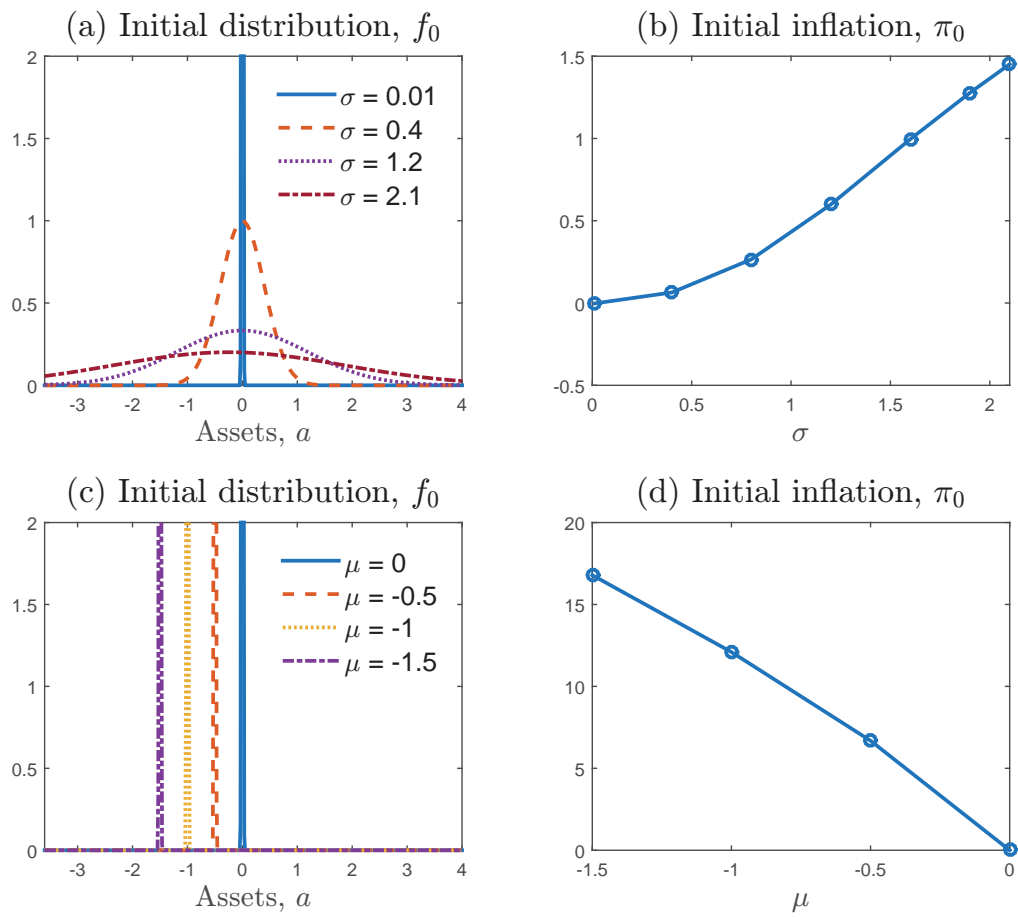 (a) Initial distribution, f₀
2
1.5
1
0.5
0
σ = 0.01
σ = 0.4
σ = 1.2
σ = 2.1
-3 -2 -1 0 1 2 3 4
Assets, a
(b) Initial inflation, π₀
1.5
1
0.5
0
-0.5
0 0.5 1 1.5 2
σ
(c) Initial distribution, f₀
2
1.5
1
0.5
0
μ = 0
μ = -0.5
μ = -1
μ = -1.5
-3 -2 -1 0 1 2 3 4
Assets, a
(d) Initial inflation, π₀
20
15
10
5
0
-1.5 -1 -0.5 0
μ